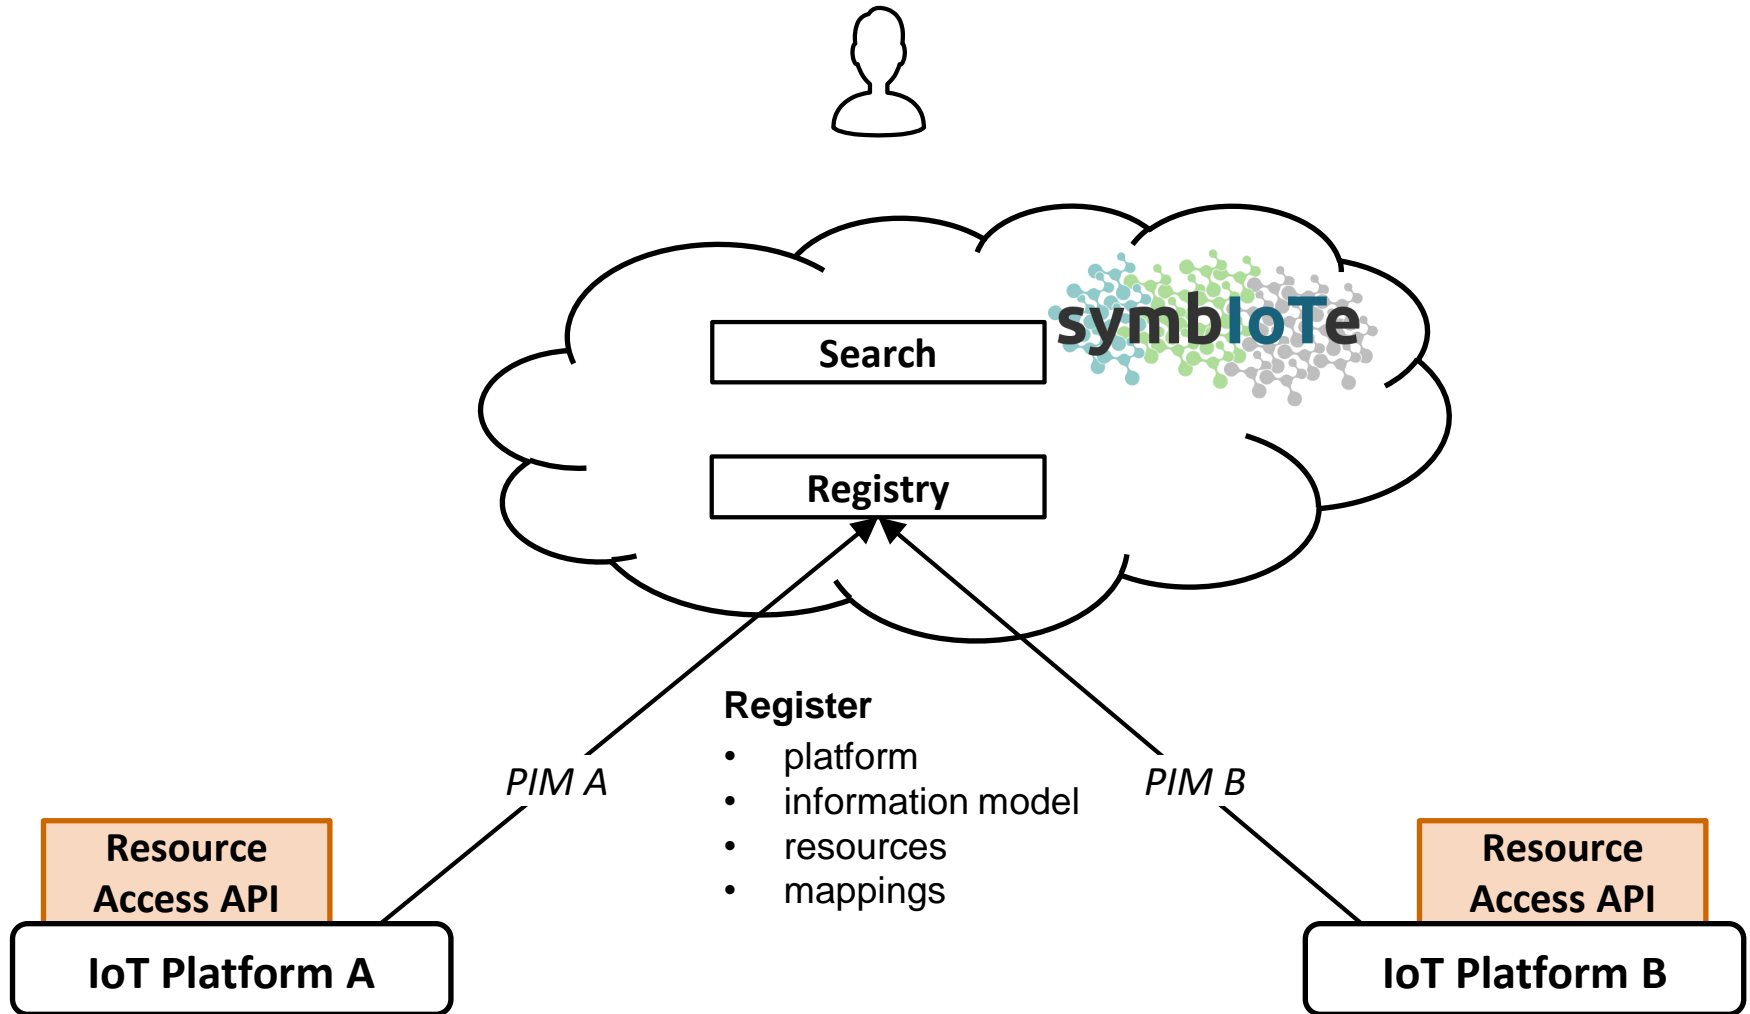 symbIoTe
Search
Registry
Register
• platform
• information model
• resources
• mappings
PIM A
PIM B
Resource
Access API
IoT Platform A
Resource
Access API
IoT Platform B